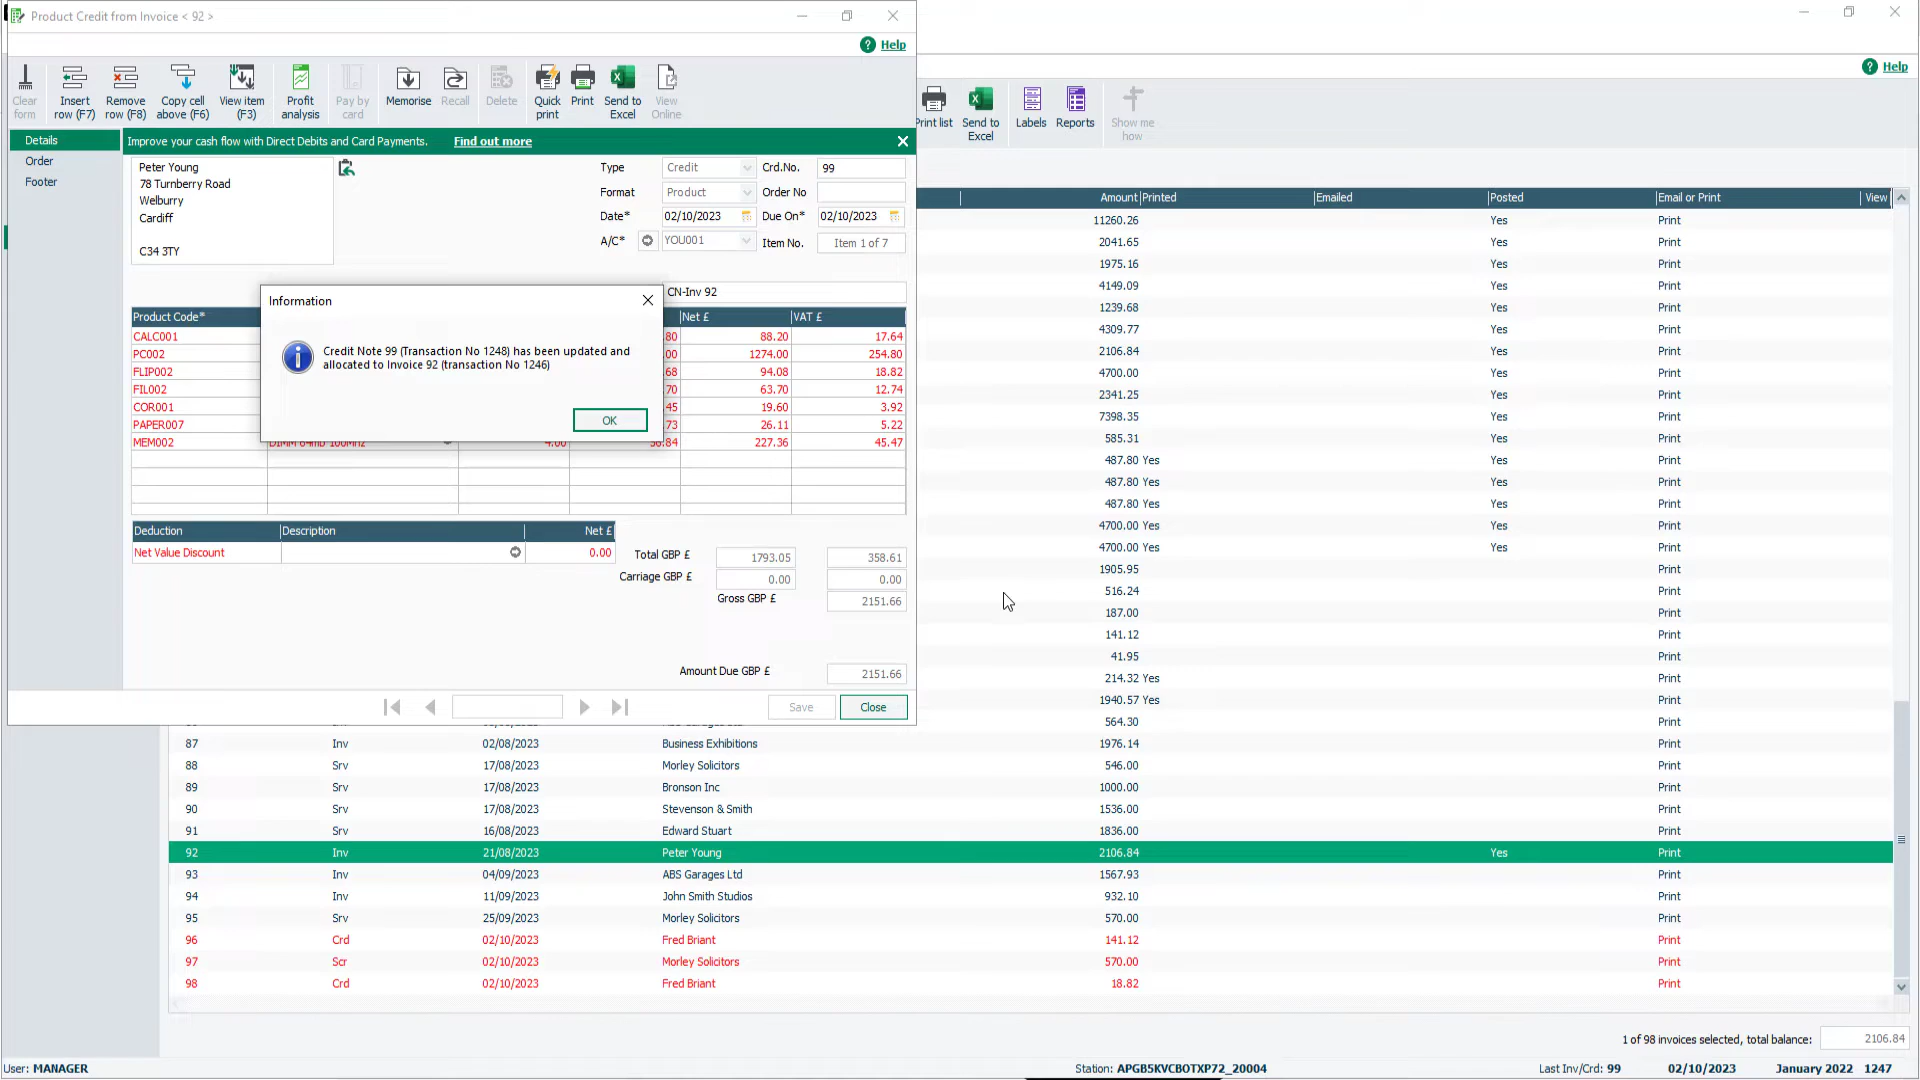 Product Credit from Invoice < 92 >
Help
Help
Clear form
Insert row (F7)
Remove row (F8)
Copy cell above (F6)
View item (F3)
Profit analysis
Pay by card
Memorise
Recall
Delete
Quick print
Print
Send to Excel
View Online
Print list
Send to Excel
Labels
Reports
Show me how
Details
Order
Footer
Improve your cash flow with Direct Debits and Card Payments. Find out more
Peter Young
78 Turnberry Road
Welburry
Cardiff
C34 3TY
Type Credit Crd.No. 99
Format Product Order No
Date* 02/10/2023 Due On* 02/10/2023
A/C* YOU001 Item No. Item 1 of 7
CN-Inv 92
Information
Credit Note 99 (Transaction No 1248) has been updated and
allocated to Invoice 92 (transaction No 1246)
OK
Product Code* Net £ VAT £
CALC001 80 88.20 17.64
PC002 00 1274.00 254.80
FLIP002 68 94.08 18.82
FIL002 70 63.70 12.74
COR001 45 19.60 3.92
PAPER007 73 26.11 5.22
MEM002 DIMM 64mb 100Mhz 4.00 56.84 227.36 45.47
Deduction Description Net £
Net Value Discount 0.00
Total GBP £ 1793.05 358.61
Carriage GBP £ 0.00 0.00
Gross GBP £ 2151.66
Amount Due GBP £ 2151.66
Save
Close
Amount Printed Emailed Posted Email or Print View
11260.26 Yes Print
2041.65 Yes Print
1975.16 Yes Print
4149.09 Yes Print
1239.68 Yes Print
4309.77 Yes Print
2106.84 Yes Print
4700.00 Yes Print
2341.25 Yes Print
7398.35 Yes Print
585.31 Yes Print
487.80 Yes Yes Print
487.80 Yes Yes Print
487.80 Yes Yes Print
4700.00 Yes Yes Print
4700.00 Yes Yes Print
1905.95 Print
516.24 Print
187.00 Print
141.12 Print
41.95 Print
214.32 Yes Print
1940.57 Yes Print
564.30 Print
87 Inv 02/08/2023 Business Exhibitions 1976.14 Print
88 Srv 17/08/2023 Morley Solicitors 546.00 Print
89 Srv 17/08/2023 Bronson Inc 1000.00 Print
90 Srv 17/08/2023 Stevenson & Smith 1536.00 Print
91 Srv 16/08/2023 Edward Stuart 1836.00 Print
92 Inv 21/08/2023 Peter Young 2106.84 Yes Print
93 Inv 04/09/2023 ABS Garages Ltd 1567.93 Print
94 Inv 11/09/2023 John Smith Studios 932.10 Print
95 Srv 25/09/2023 Morley Solicitors 570.00 Print
96 Crd 02/10/2023 Fred Briant 141.12 Print
97 Scr 02/10/2023 Morley Solicitors 570.00 Print
98 Crd 02/10/2023 Fred Briant 18.82 Print
1 of 98 invoices selected, total balance: 2106.84
User: MANAGER
Station: APGB5KVCBOTXP72_20004
Last Inv/Crd: 99
02/10/2023
January 2022
1247